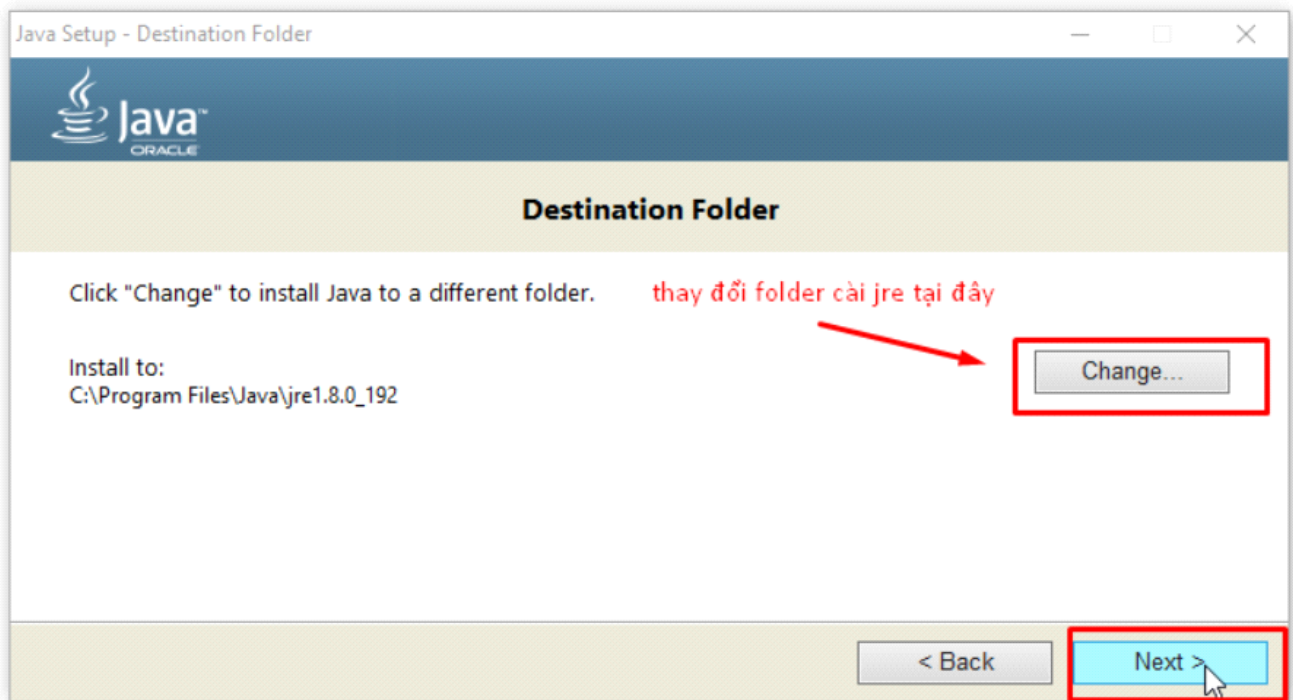 Java Setup - Destination Folder
Java™
ORACLE
Destination Folder
Click "Change" to install Java to a different folder.
thay đổi folder cài jre tại đây
Install to:
C:\Program Files\Java\jre1.8.0_192
Change...
< Back
Next >